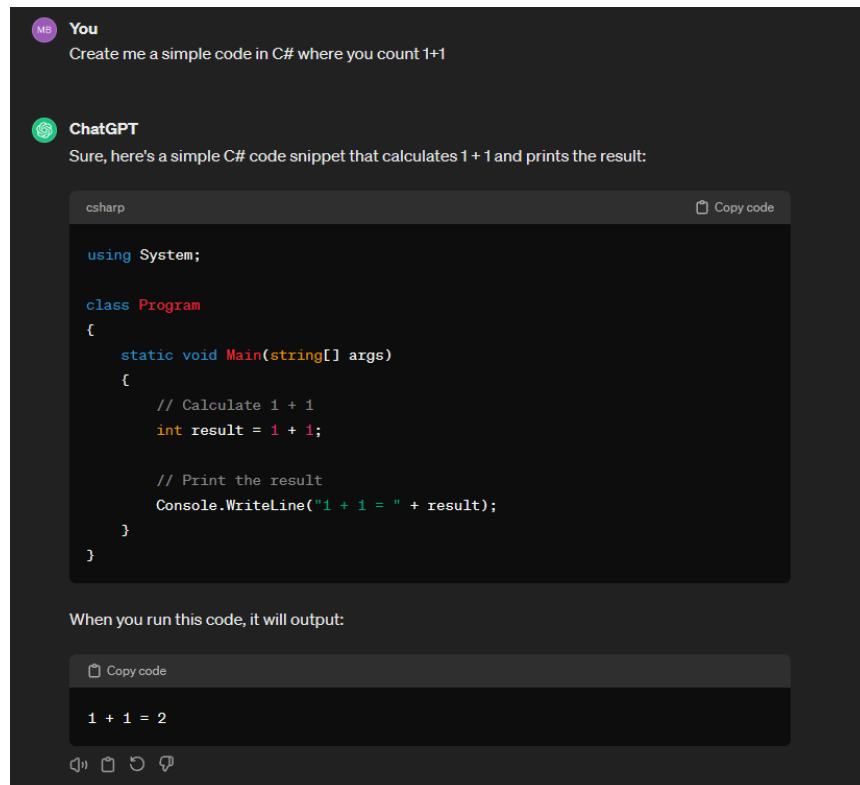 MB
You
Create me a simple code in C# where you count 1+1
ChatGPT
Sure, here's a simple C# code snippet that calculates 1 + 1 and prints the result:
csharp Copy code
using System;
class Program
{
    static void Main(string[] args)
    {
        // Calculate 1 + 1
        int result = 1 + 1;
        // Print the result
        Console.WriteLine("1 + 1 = " + result);
    }
}
When you run this code, it will output:
Copy code
1 + 1 = 2